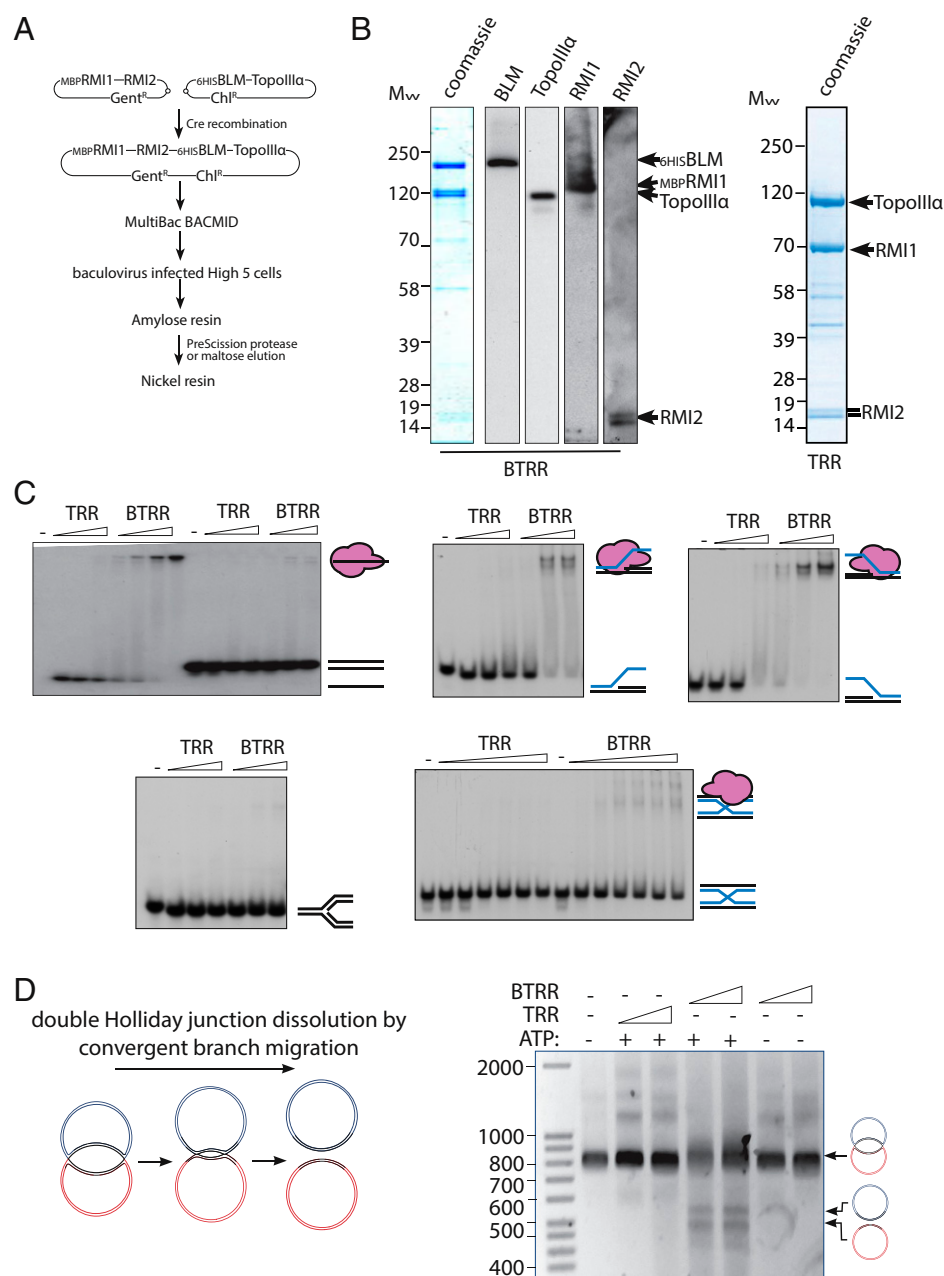 A
MBPRMI1–RMI2
GentR
6HISBLM–TopoIIIα
ChlR
Cre recombination
MBPRMI1–RMI2–6HISBLM–TopoIIIα
GentR ChlR
MultiBac BACMID
baculovirus infected High 5 cells
Amylose resin
PreScission protease
or maltose elution
Nickel resin
B
Mw
coomassie
BLM
TopoIIIα
RMI1
RMI2
250
120
70
58
39
28
19
14
6HISBLM
MBPRMI1
TopoIIIα
RMI2
BTRR
Mw
coomassie
250
120
70
58
39
28
19
14
TopoIIIα
RMI1
RMI2
TRR
C
- TRR BTRR - TRR BTRR
- TRR BTRR
- TRR BTRR
- TRR BTRR
- TRR - BTRR
D
double Holliday junction dissolution by
convergent branch migration
BTRR - - -
TRR - - - - -
ATP: - + + + + - -
2000
1000
800
700
600
500
400